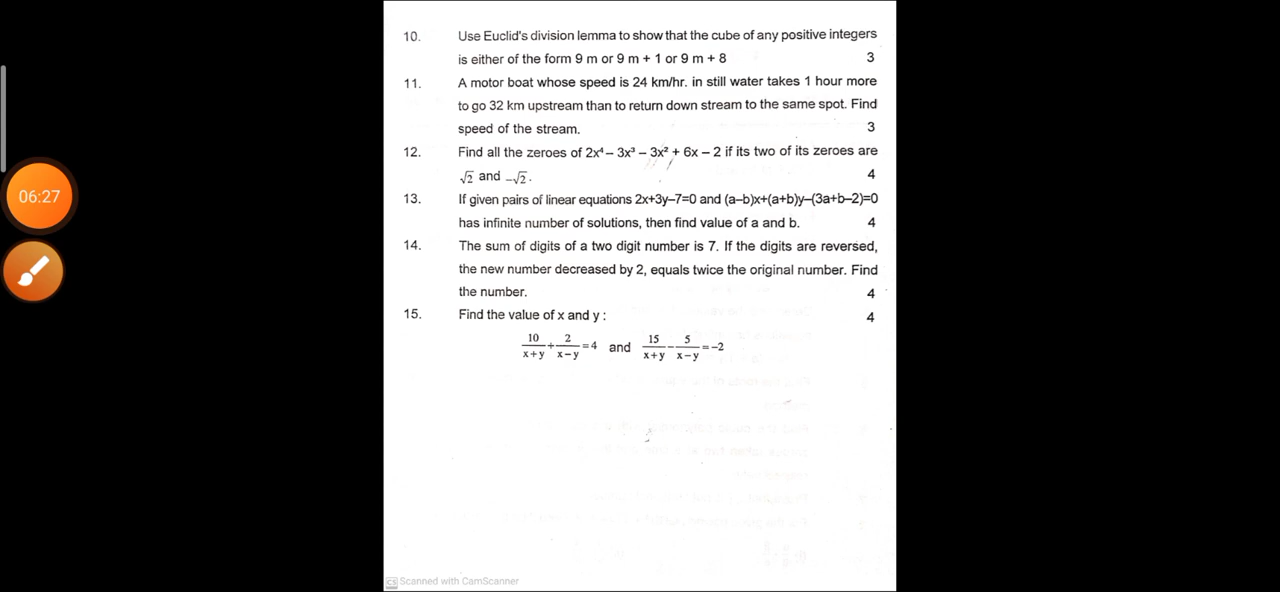 10. Use Euclid's division lemma to show that the cube of any positive integers
is either of the form 9 m or 9 m + 1 or 9 m + 8 3
11. A motor boat whose speed is 24 km/hr. in still water takes 1 hour more
to go 32 km upstream than to return down stream to the same spot. Find
speed of the stream. 3
12. Find all the zeroes of 2x⁴ – 3x³ – 3x² + 6x – 2 if its two of its zeroes are
√2 and –√2. 4
13. If given pairs of linear equations 2x+3y–7=0 and (a–b)x+(a+b)y–(3a+b–2)=0
has infinite number of solutions, then find value of a and b. 4
14. The sum of digits of a two digit number is 7. If the digits are reversed,
the new number decreased by 2, equals twice the original number. Find
the number. 4
15. Find the value of x and y : 4
10/(x+y) + 2/(x–y) = 4 and 15/(x+y) – 5/(x–y) = –2
06:27
CS Scanned with CamScanner